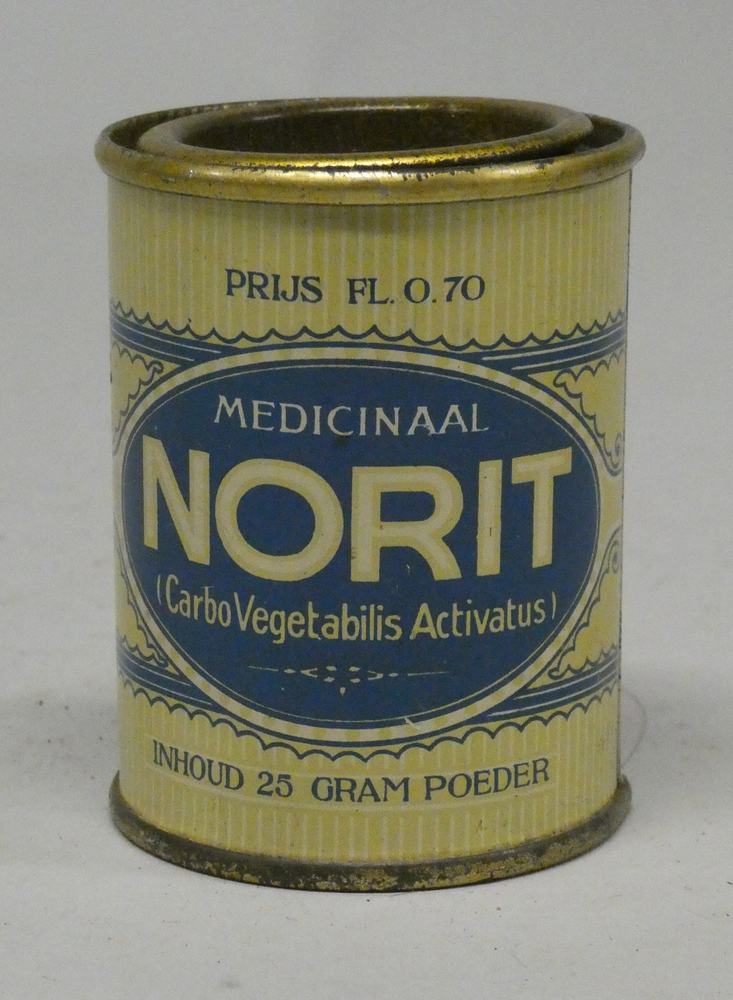 PRIJS FL. 0.70
MEDICINAAL
NORIT
(Carbo Vegetabilis Activatus)
INHOUD 25 GRAM POEDER